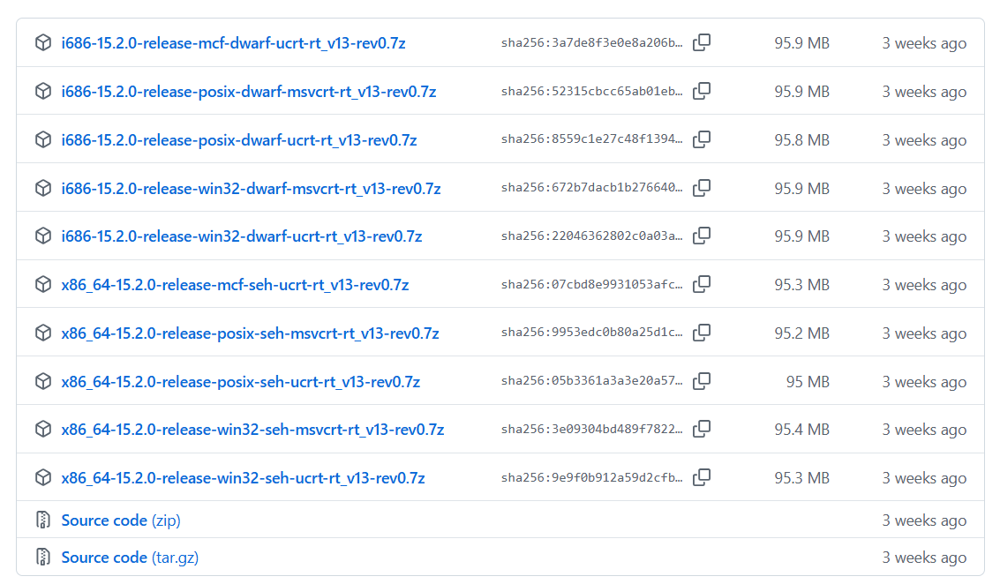 i686-15.2.0-release-mcf-dwarf-ucrt-rt_v13-rev0.7z sha256:3a7de8f3e0e8a206b… 95.9 MB 3 weeks ago
i686-15.2.0-release-posix-dwarf-msvcrt-rt_v13-rev0.7z sha256:52315cbcc65ab01eb… 95.9 MB 3 weeks ago
i686-15.2.0-release-posix-dwarf-ucrt-rt_v13-rev0.7z sha256:8559c1e27c48f1394… 95.8 MB 3 weeks ago
i686-15.2.0-release-win32-dwarf-msvcrt-rt_v13-rev0.7z sha256:672b7dacb1b276640… 95.9 MB 3 weeks ago
i686-15.2.0-release-win32-dwarf-ucrt-rt_v13-rev0.7z sha256:22046362802c0a03a… 95.9 MB 3 weeks ago
x86_64-15.2.0-release-mcf-seh-ucrt-rt_v13-rev0.7z sha256:07cbd8e9931053afc… 95.3 MB 3 weeks ago
x86_64-15.2.0-release-posix-seh-msvcrt-rt_v13-rev0.7z sha256:9953edc0b80a25d1c… 95.2 MB 3 weeks ago
x86_64-15.2.0-release-posix-seh-ucrt-rt_v13-rev0.7z sha256:05b3361a3a3e20a57… 95 MB 3 weeks ago
x86_64-15.2.0-release-win32-seh-msvcrt-rt_v13-rev0.7z sha256:3e09304bd489f7822… 95.4 MB 3 weeks ago
x86_64-15.2.0-release-win32-seh-ucrt-rt_v13-rev0.7z sha256:9e9f0b912a59d2cfb… 95.3 MB 3 weeks ago
Source code (zip) 3 weeks ago
Source code (tar.gz) 3 weeks ago